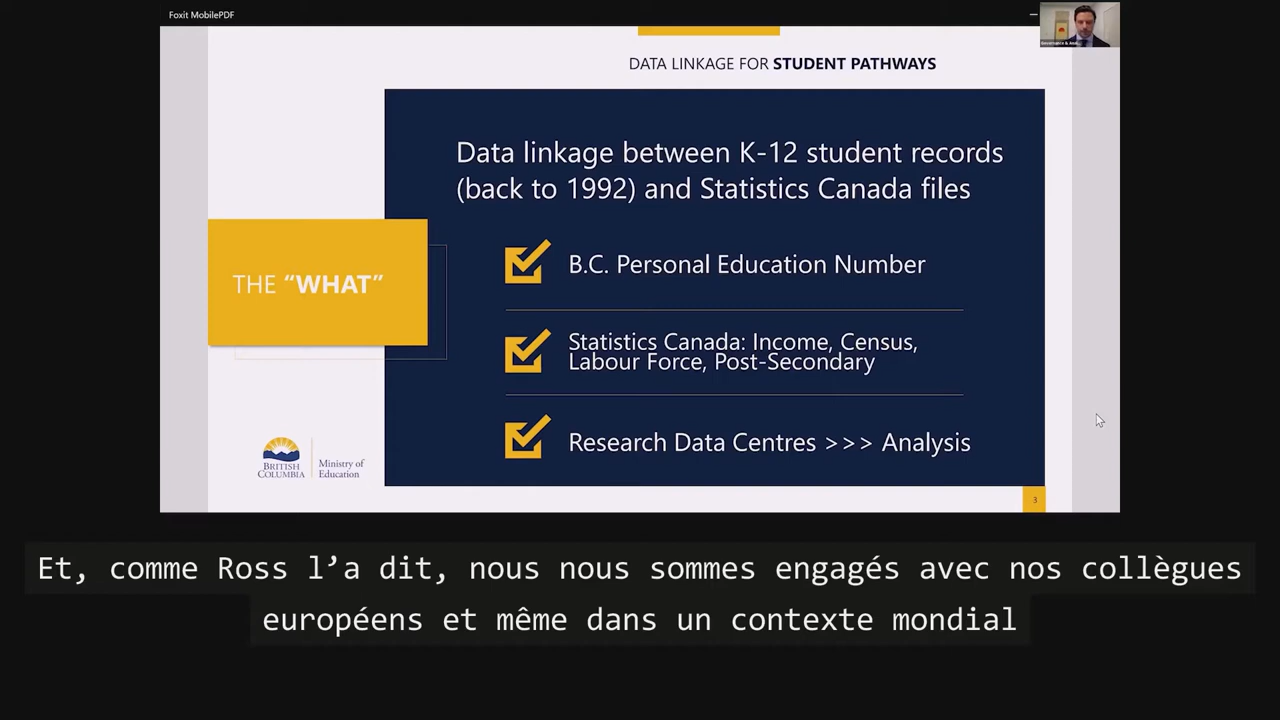 Foxit MobilePDF
DATA LINKAGE FOR STUDENT PATHWAYS
Data linkage between K-12 student records
(back to 1992) and Statistics Canada files
THE “WHAT”
B.C. Personal Education Number
Statistics Canada: Income, Census,
Labour Force, Post-Secondary
Research Data Centres >>> Analysis
BRITISH
COLUMBIA
Ministry of
Education
3
Et, comme Ross l’a dit, nous nous sommes engagés avec nos collègues
européens et même dans un contexte mondial